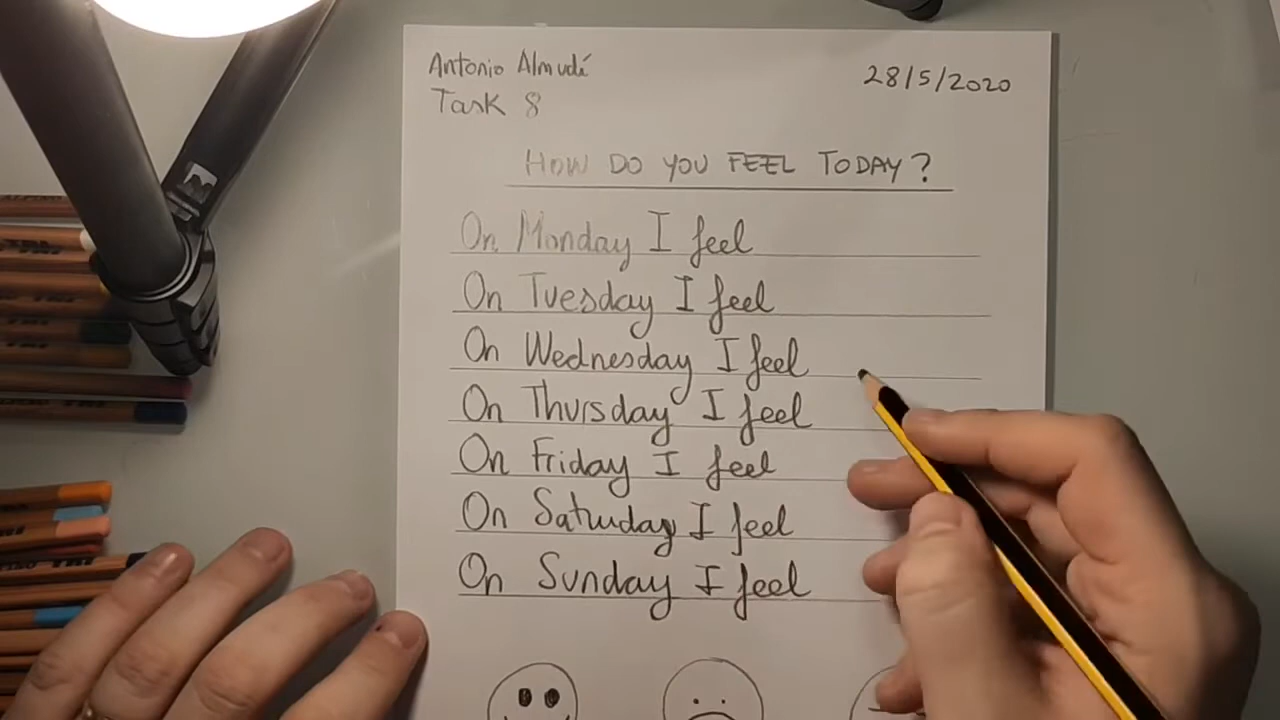 Antonio Almudí
28/5/2020
Task 8
HOW DO YOU FEEL TODAY?
On Monday I feel
On Tuesday I feel
On Wednesday I feel
On Thursday I feel
On Friday I feel
On Saturday I feel
On Sunday I feel